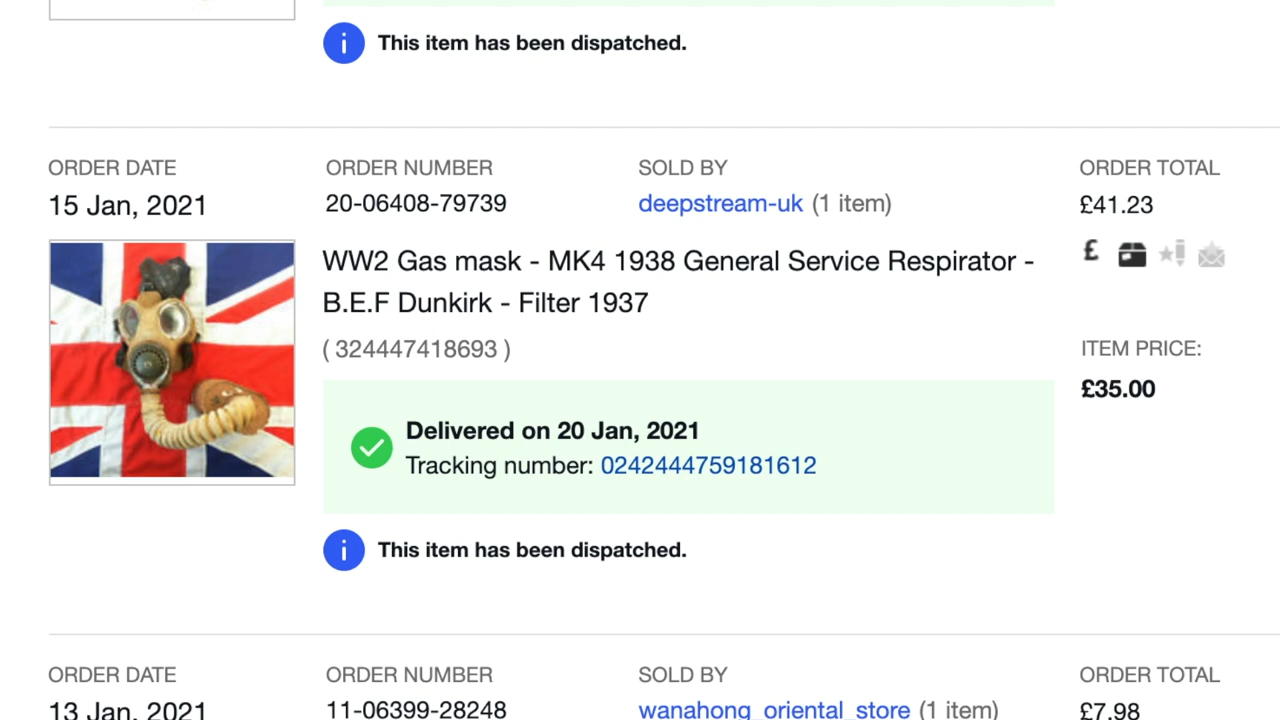 This item has been dispatched.
ORDER DATE
15 Jan, 2021
ORDER NUMBER
20-06408-79739
SOLD BY
deepstream-uk (1 item)
ORDER TOTAL
£41.23
WW2 Gas mask - MK4 1938 General Service Respirator -
B.E.F Dunkirk - Filter 1937
( 324447418693 )
ITEM PRICE:
£35.00
Delivered on 20 Jan, 2021
Tracking number: 0242444759181612
This item has been dispatched.
ORDER DATE
13 Jan, 2021
ORDER NUMBER
11-06399-28248
SOLD BY
wanahong_oriental_store (1 item)
ORDER TOTAL
£7.98